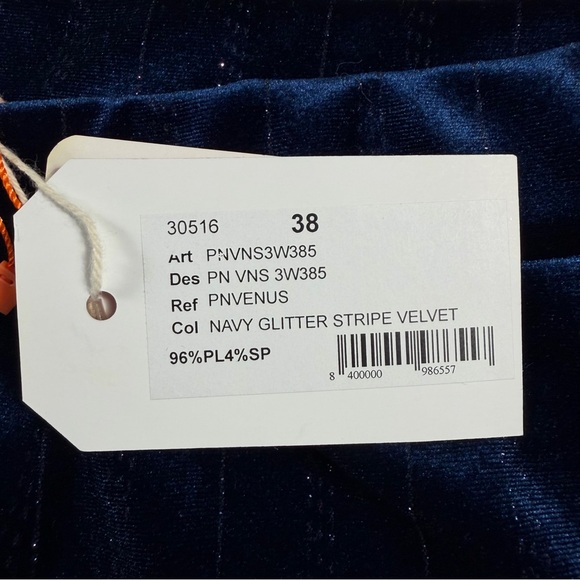 30516 38
Art PNVNS3W385
Des PN VNS 3W385
Ref PNVENUS
Col NAVY GLITTER STRIPE VELVET
96%PL4%SP
8 400000 986557